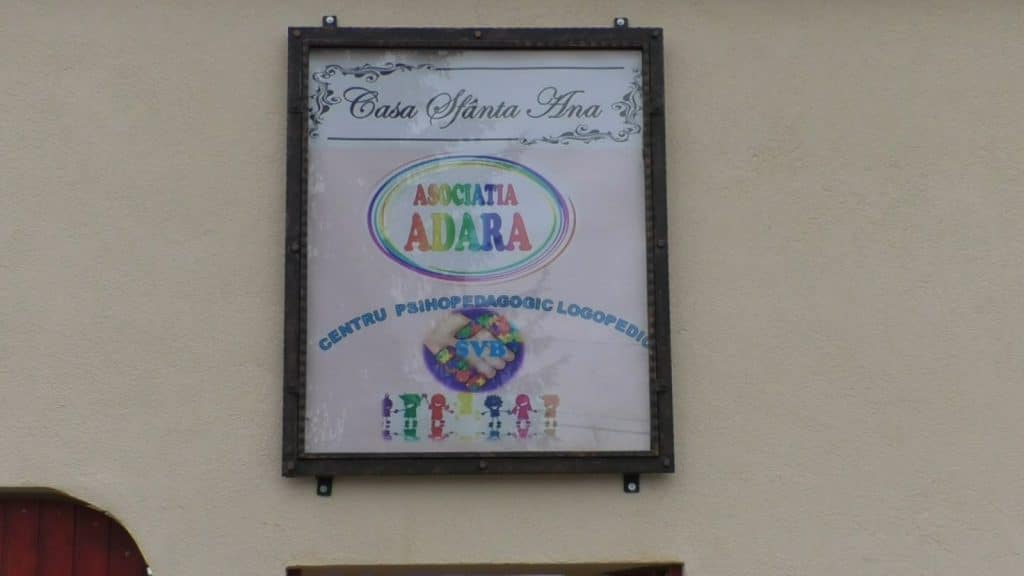 Casa Sfânta Ana
ASOCIATIA
ADARA
CENTRU PSIHOPEDAGOGIC LOGOPEDIC
SVB